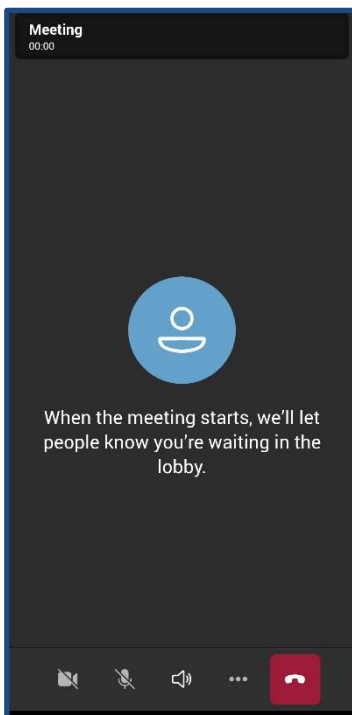 Meeting
00:00
When the meeting starts, we'll let
people know you're waiting in the
lobby.